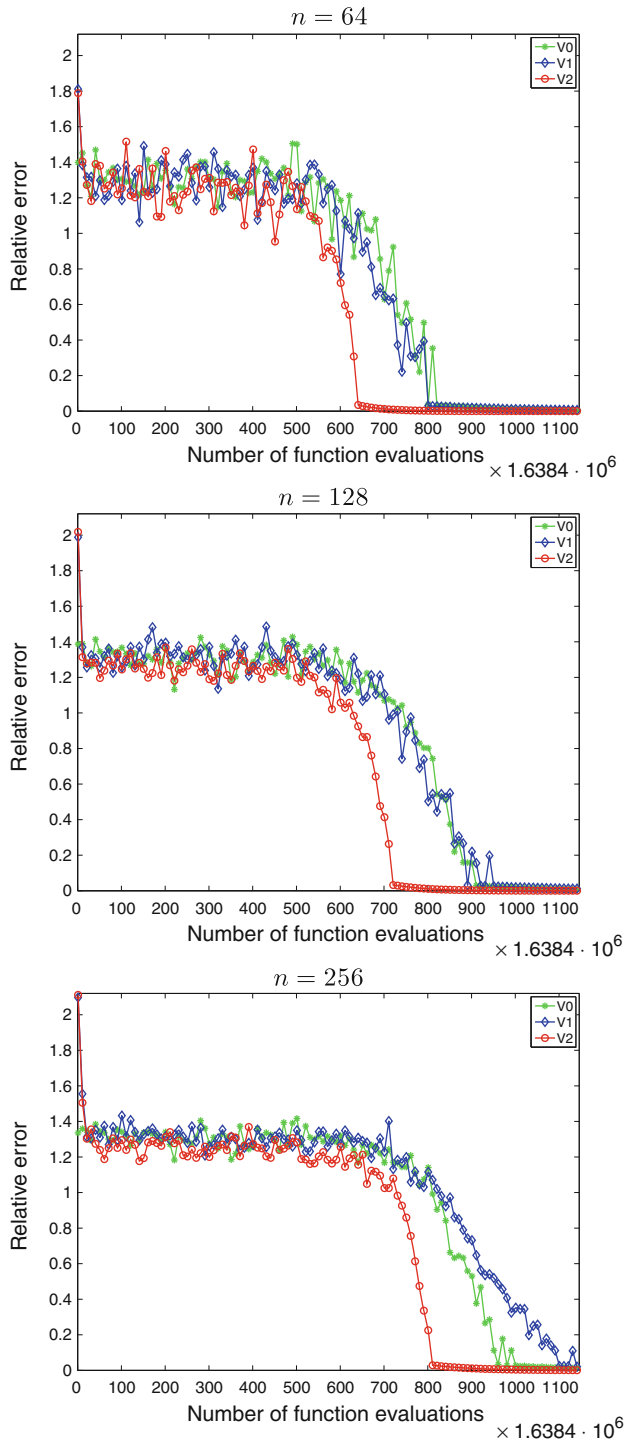 n = 64
2
1.8
1.6
1.4
1.2
1
0.8
0.6
0.4
0.2
0
Relative error
V0
V1
V2
0 100 200 300 400 500 600 700 800 900 1000 1100
Number of function evaluations
× 1.6384 · 10^6
n = 128
2
1.8
1.6
1.4
1.2
1
0.8
0.6
0.4
0.2
0
Relative error
V0
V1
V2
0 100 200 300 400 500 600 700 800 900 1000 1100
Number of function evaluations
× 1.6384 · 10^6
n = 256
2
1.8
1.6
1.4
1.2
1
0.8
0.6
0.4
0.2
0
Relative error
V0
V1
V2
0 100 200 300 400 500 600 700 800 900 1000 1100
Number of function evaluations
× 1.6384 · 10^6